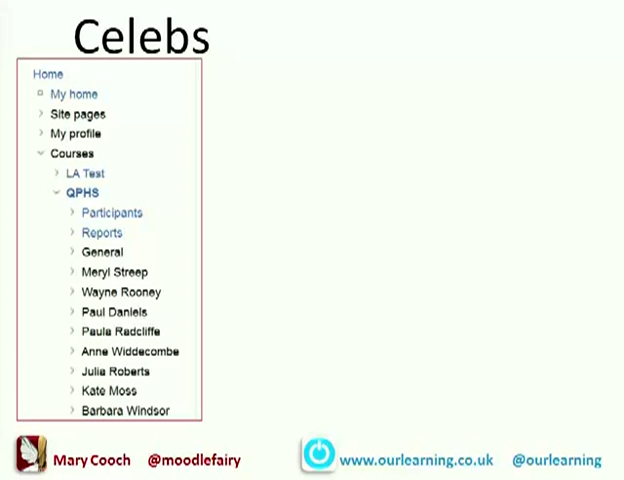 Celebs
Home
My home
Site pages
My profile
Courses
LA Test
QPHS
Participants
Reports
General
Meryl Streep
Wayne Rooney
Paul Daniels
Paula Radcliffe
Anne Widdecombe
Julia Roberts
Kate Moss
Barbara Windsor
Mary Cooch @moodlefairy www.ourlearning.co.uk @ourlearning